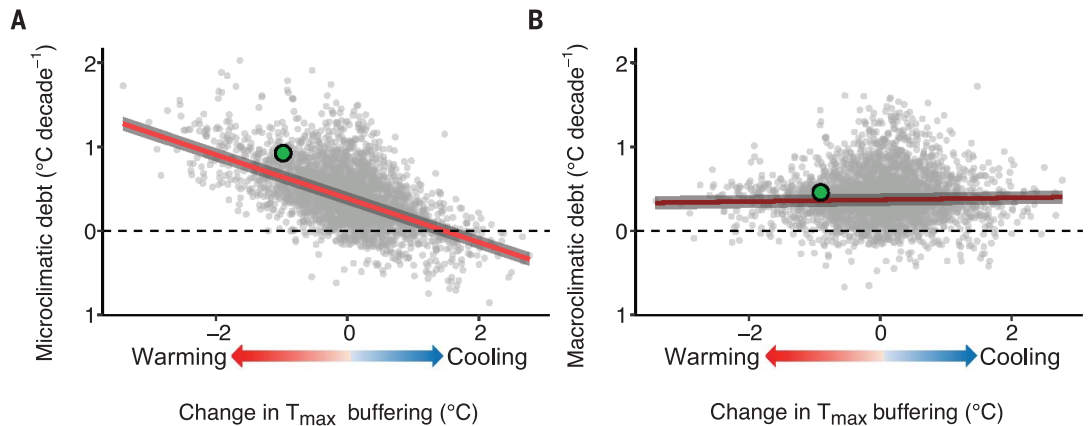 A
Microclimatic debt (°C decade⁻¹)
2
1
0
1
−2 0 2
Warming Cooling
Change in Tmax buffering (°C)
B
Macroclimatic debt (°C decade⁻¹)
2
1
0
1
−2 0 2
Warming Cooling
Change in Tmax buffering (°C)